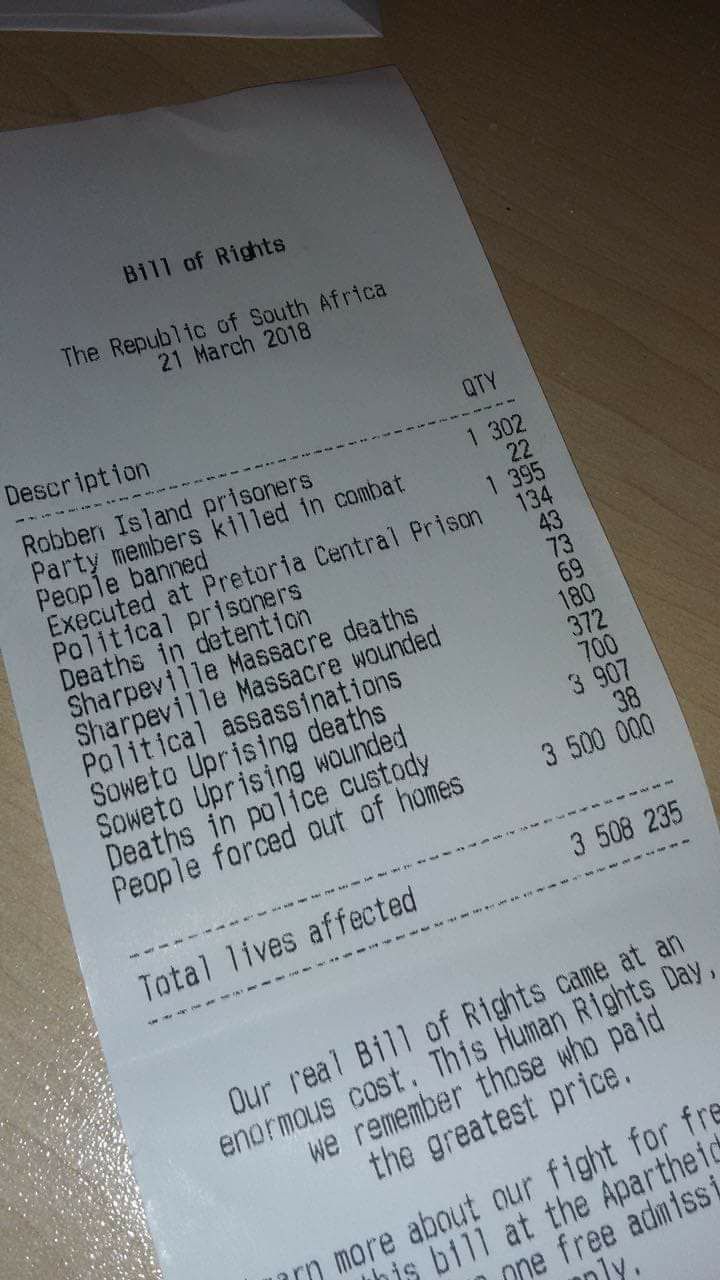 Bill of Rights
The Republic of South Africa
21 March 2018
Description QTY
Robben Island prisoners 1 302
Party members killed in combat 22
People banned 1 395
Executed at Pretoria Central Prison 134
Political prisoners 43
Deaths in detention 73
Sharpeville Massacre deaths 69
Sharpeville Massacre wounded 180
Political assassinations 372
Soweto Uprising deaths 700
Soweto Uprising wounded 3 907
Deaths in police custody 38
People forced out of homes 3 500 000
Total lives affected 3 508 235
Our real Bill of Rights came at an
enormous cost. This Human Rights Day,
we remember those who paid
the greatest price.
more about our fight for
bill at the Apartheid
one free